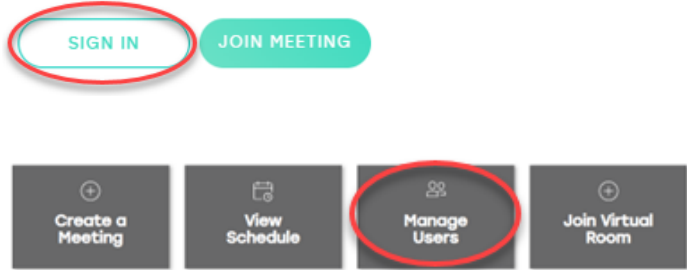 SIGN IN
JOIN MEETING
Create a
Meeting
View
Schedule
Manage
Users
Join Virtual
Room